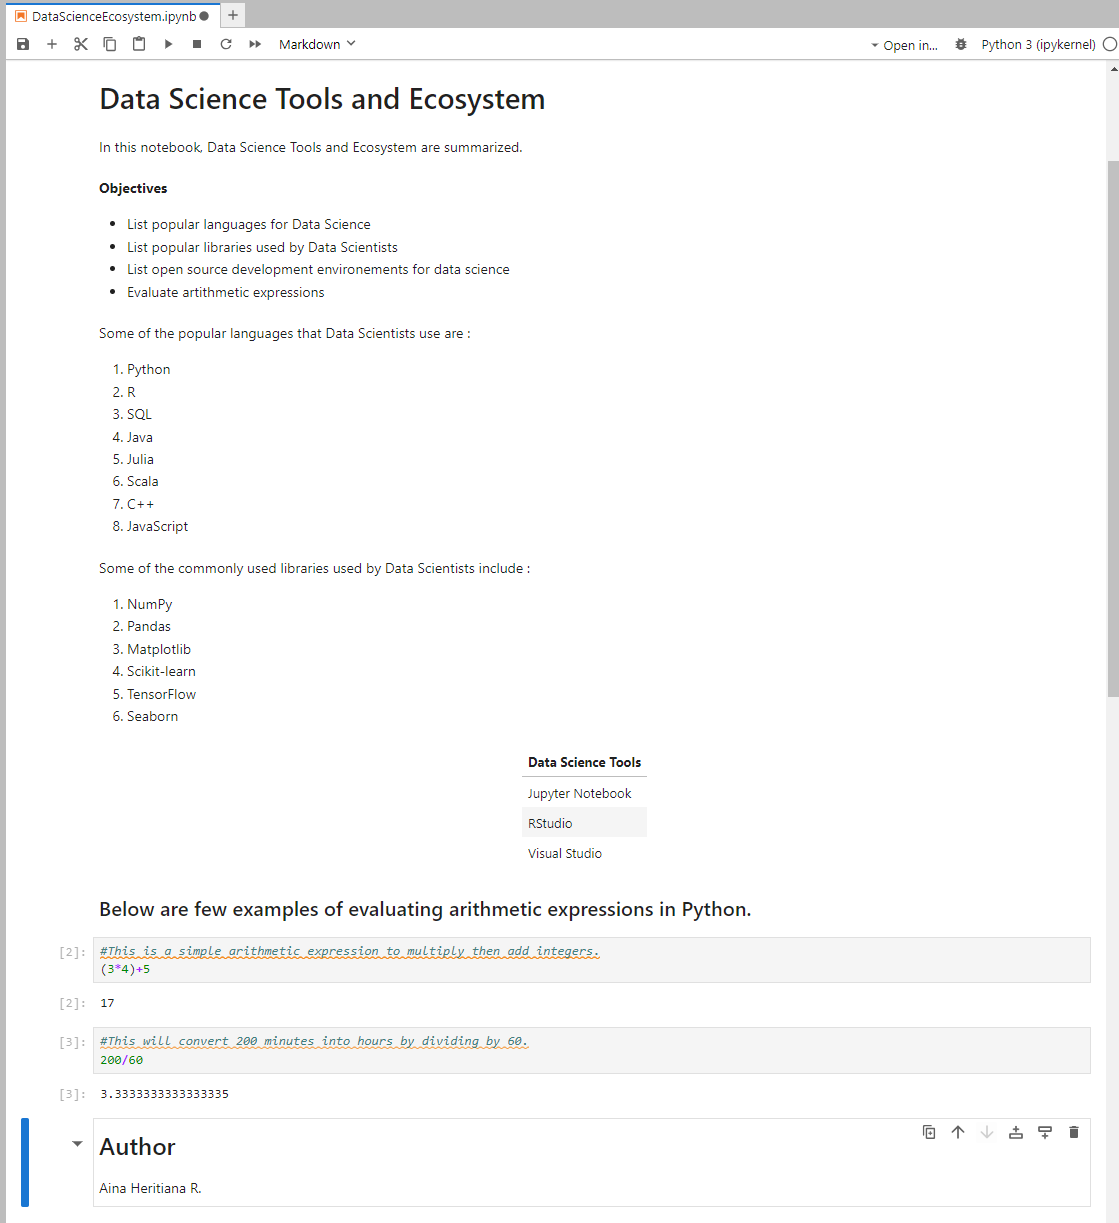 DataScienceEcosystem.ipynb
Markdown
Open in...
Python 3 (ipykernel)
Data Science Tools and Ecosystem
In this notebook, Data Science Tools and Ecosystem are summarized.
Objectives
• List popular languages for Data Science
• List popular libraries used by Data Scientists
• List open source development environements for data science
• Evaluate artithmetic expressions
Some of the popular languages that Data Scientists use are :
1. Python
2. R
3. SQL
4. Java
5. Julia
6. Scala
7. C++
8. JavaScript
Some of the commonly used libraries used by Data Scientists include :
1. NumPy
2. Pandas
3. Matplotlib
4. Scikit-learn
5. TensorFlow
6. Seaborn
Data Science Tools
Jupyter Notebook
RStudio
Visual Studio
Below are few examples of evaluating arithmetic expressions in Python.
[2]: #This is a simple arithmetic expression to multiply then add integers.
(3*4)+5
[2]: 17
[3]: #This will convert 200 minutes into hours by dividing by 60.
200/60
[3]: 3.3333333333333335
Author
Aina Heritiana R.